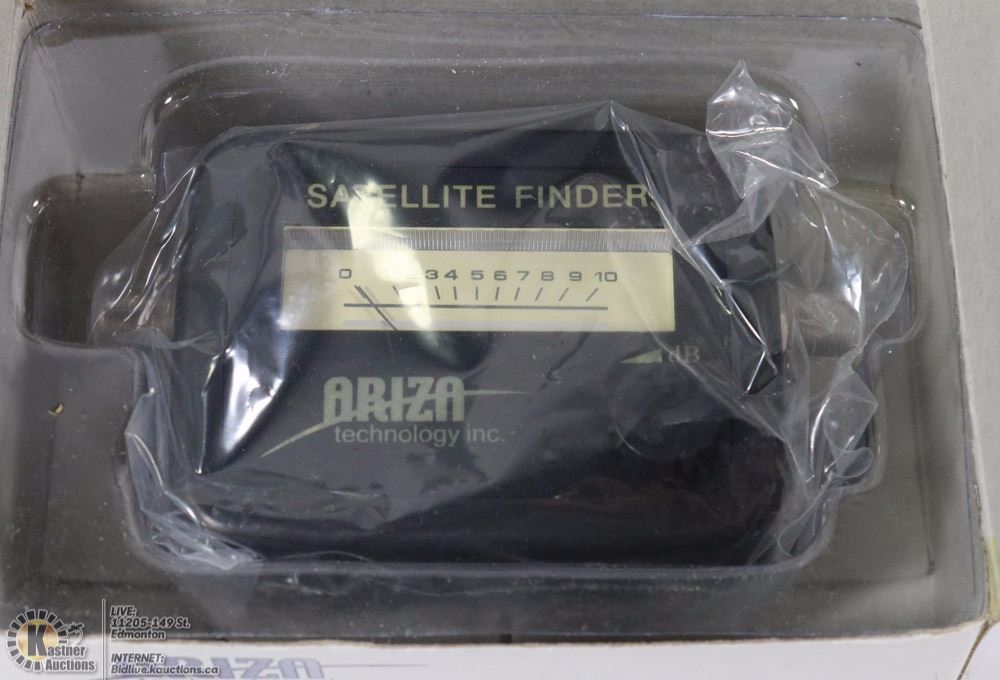 SATELLITE FINDER
0 2 3 4 5 6 7 8 9 10
dB
ARIZA
technology inc.
Kastner
Auctions
LIVE:
11205-149 St.
Edmonton
INTERNET:
Bidlive.kauctions.ca
ARIZA